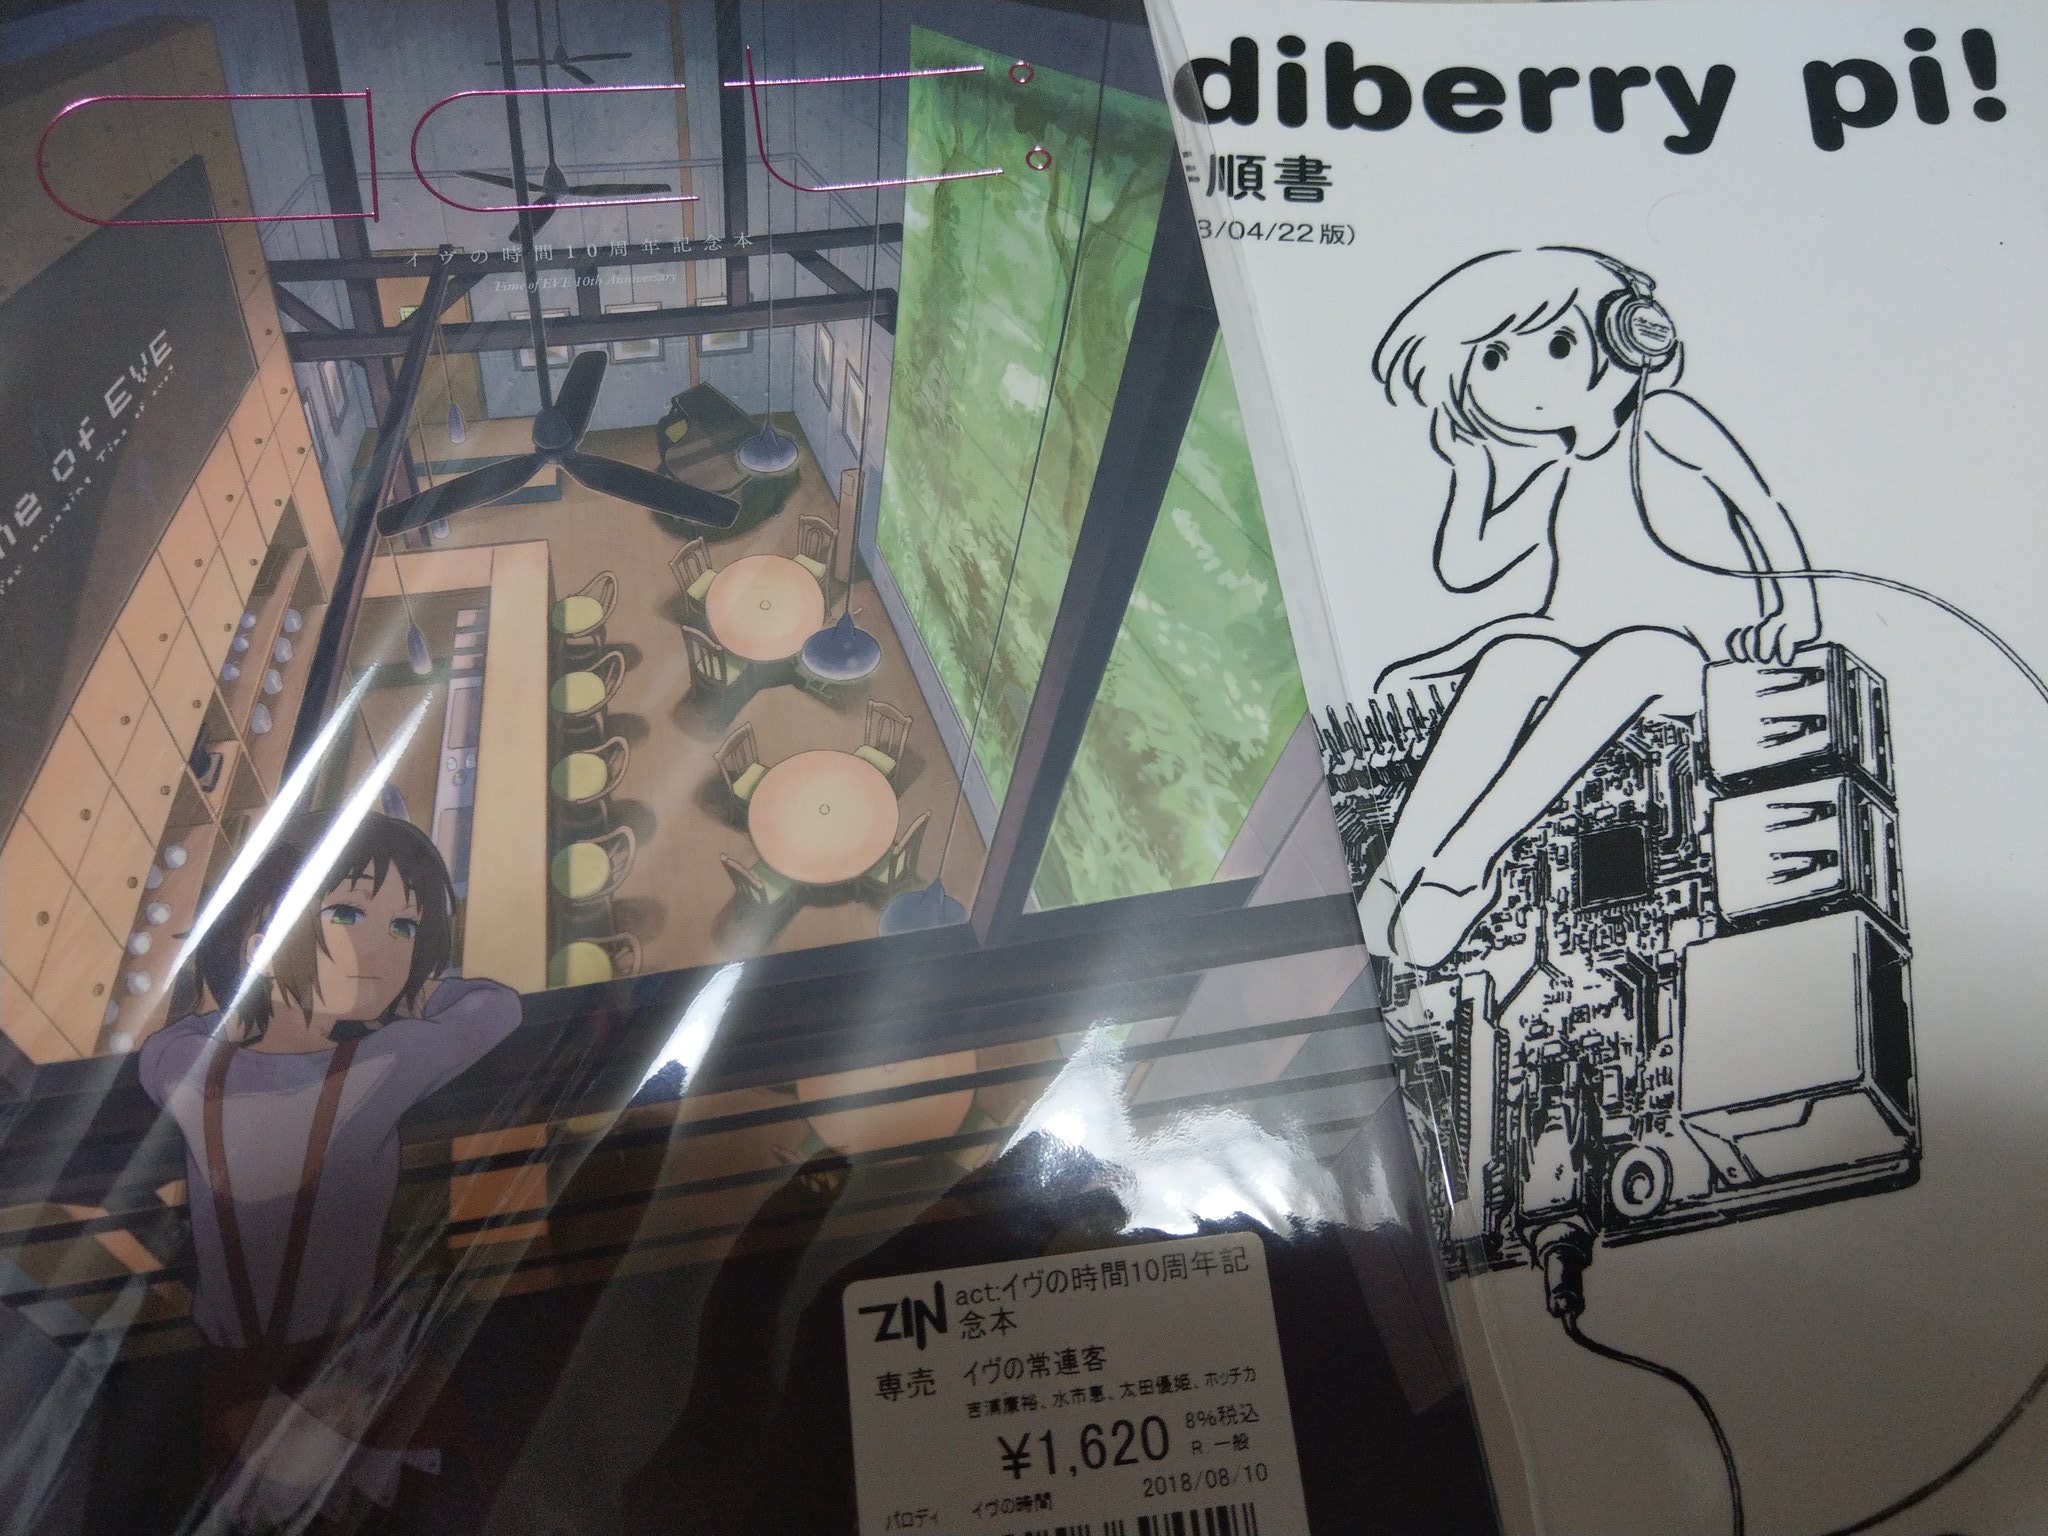 act:
イヴの時間10周年記念本
Time of EVE 10th Anniversary
me Of EVE
diberry pi!
順書
/04/22版)
ZIN
act:イヴの時間10周年記
念本
専売
イヴの常連客
吉浦康裕、水市恵、太田優姫、ホッチカ
¥1,620
8%税込
R 一般
2018/08/10
パロディ
イヴの時間